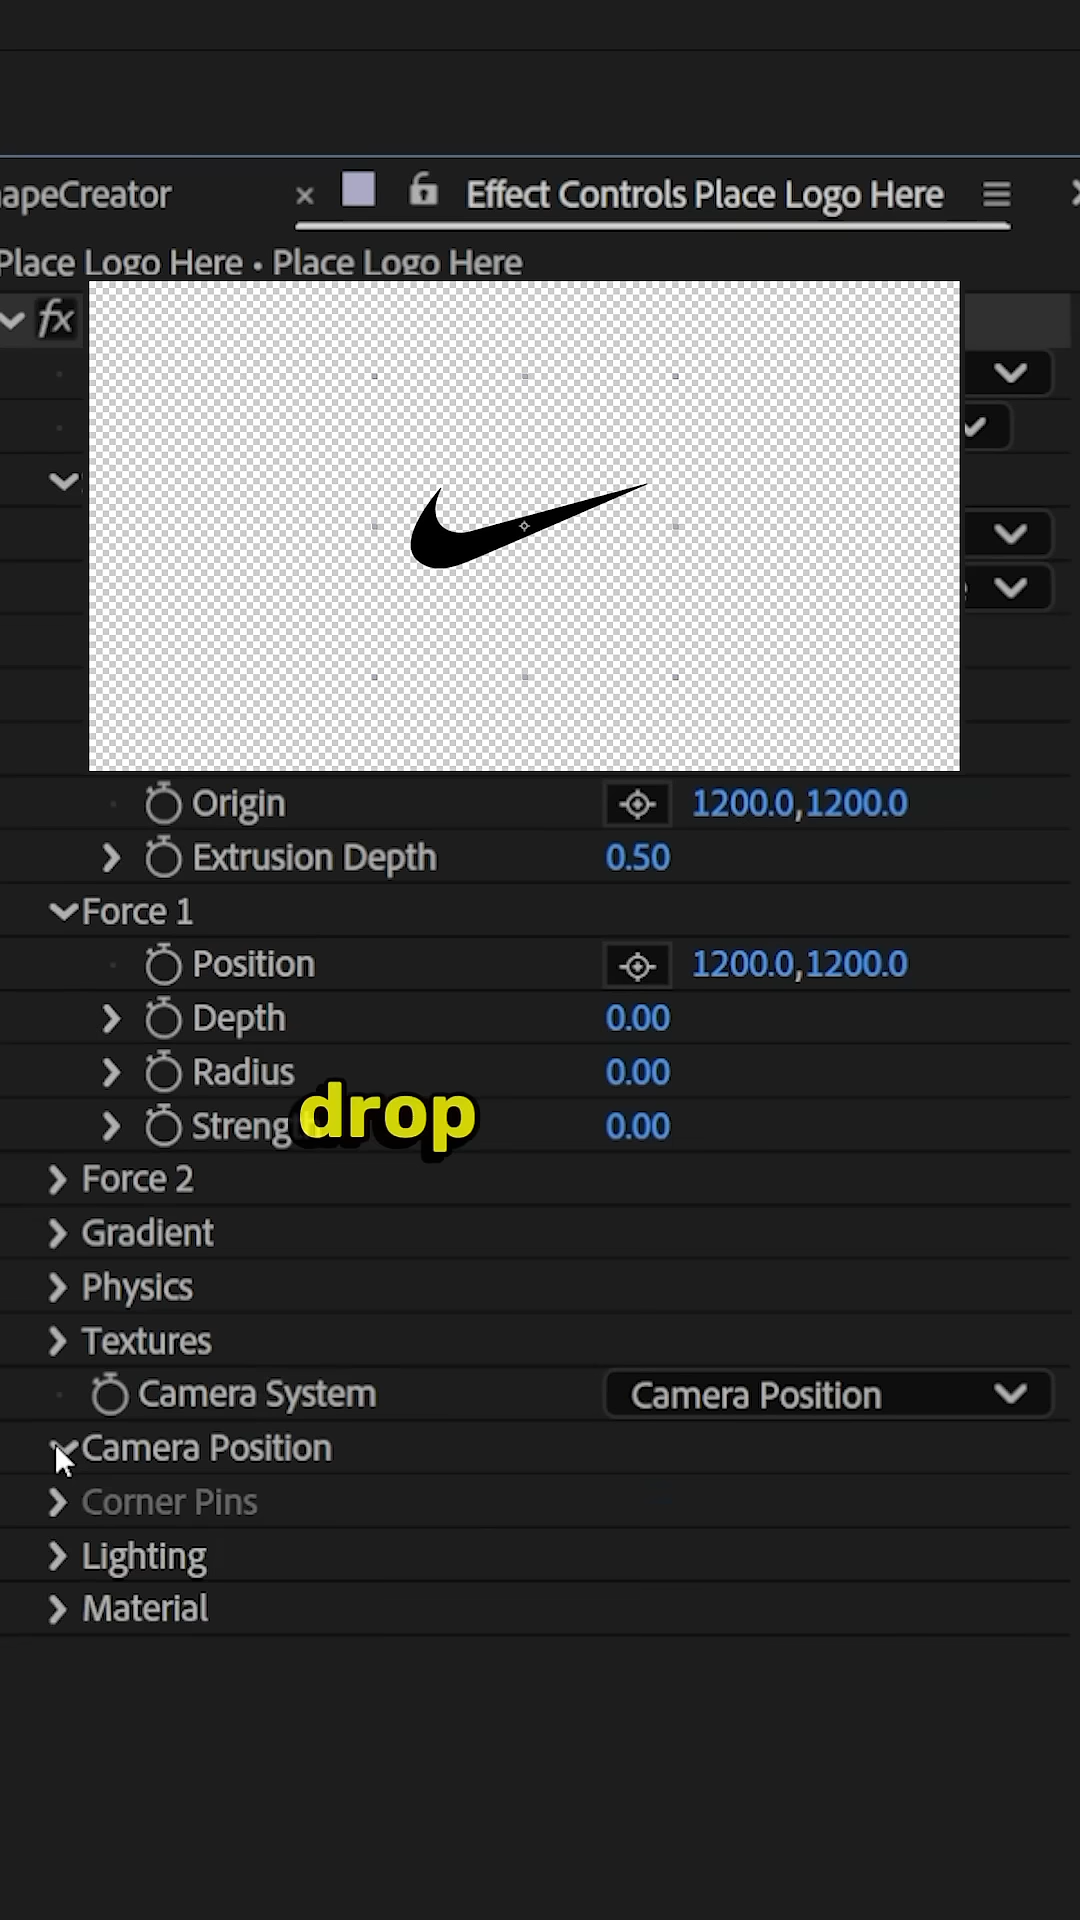 apeCreator
× Effect Controls Place Logo Here
Place Logo Here • Place Logo Here
fx
Origin 1200.0,1200.0
Extrusion Depth 0.50
Force 1
Position 1200.0,1200.0
Depth 0.00
Radius 0.00
Streng 0.00
drop
Force 2
Gradient
Physics
Textures
Camera System Camera Position
Camera Position
Corner Pins
Lighting
Material